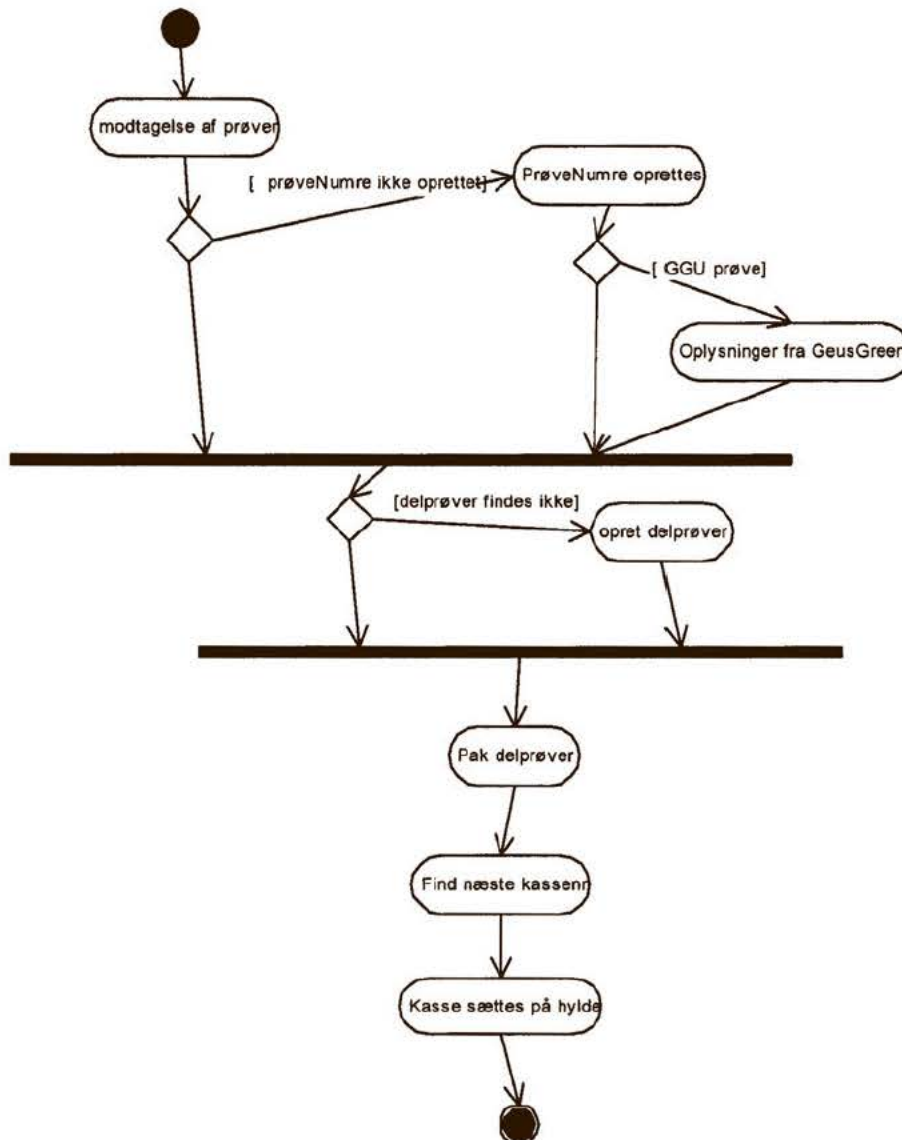 modtagelse af prøver
[ prøveNumre ikke oprettet]
PrøveNumre oprettes
[ GGU prøve]
Oplysninger fra GeusGreen
[delprøver findes ikke]
opret delprøver
Pak delprøver
Find næste kassenr
Kasse sættes på hylde